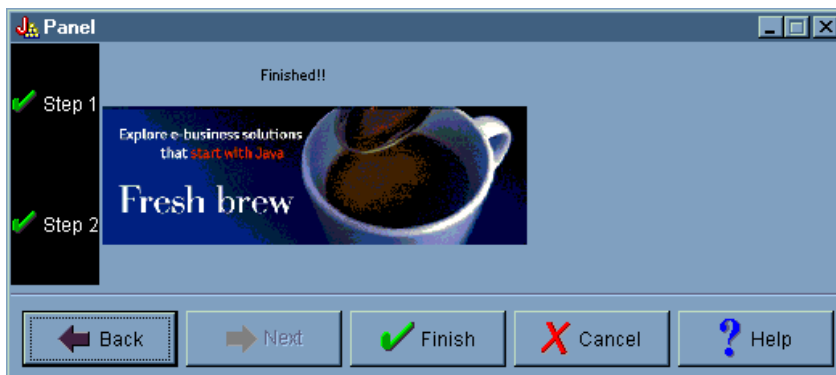 Panel
Finished!!
Step 1
Explore e-business solutions
that start with Java
Fresh brew
Step 2
Back
Next
Finish
Cancel
Help